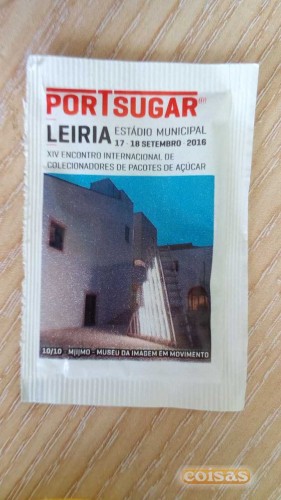 PORTSUGAR
LEIRIA ESTÁDIO MUNICIPAL
17 - 18 SETEMBRO - 2016
XIV ENCONTRO INTERNACIONAL DE
COLECIONADORES DE PACOTES DE AÇÚCAR
10/10 - M|I|MO - MUSEU DA IMAGEM EM MOVIMENTO
coisas